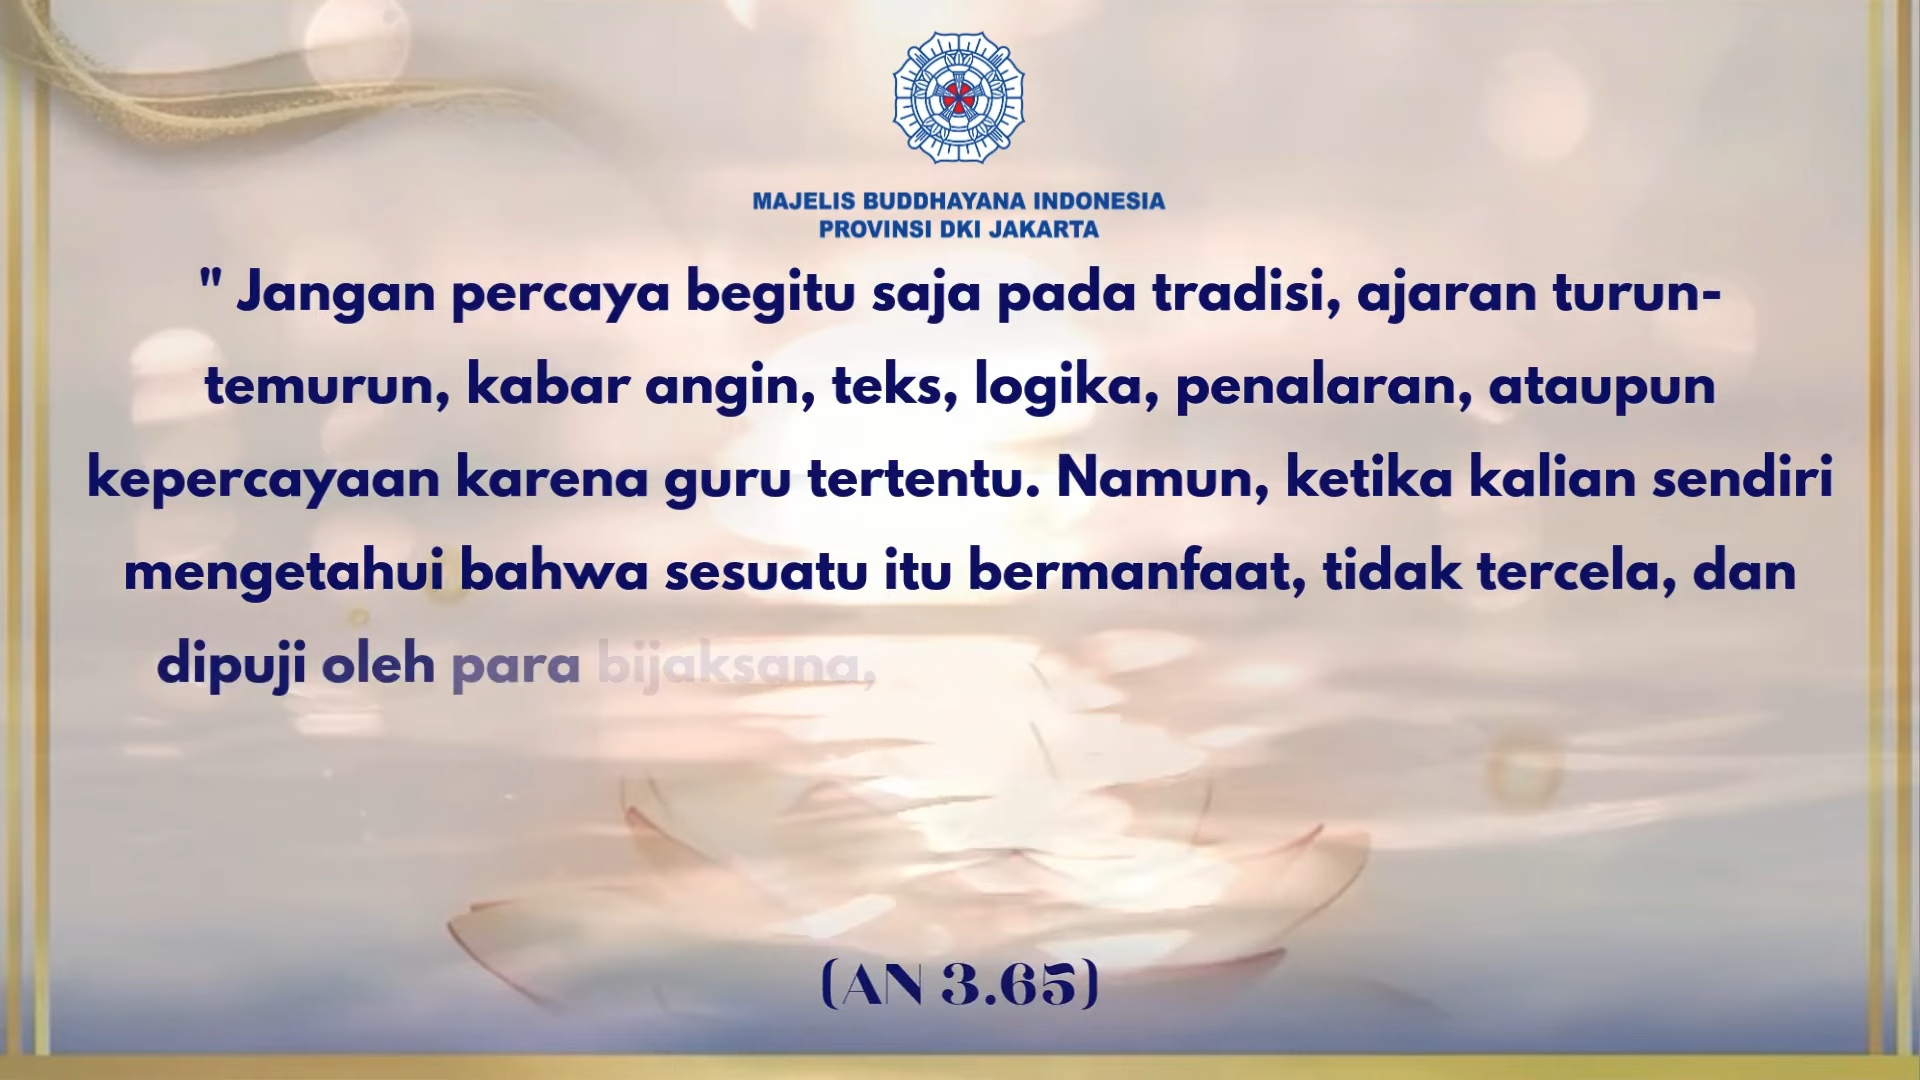 MAJELIS BUDDHAYANA INDONESIA
PROVINSI DKI JAKARTA
" Jangan percaya begitu saja pada tradisi, ajaran turun-
temurun, kabar angin, teks, logika, penalaran, ataupun
kepercayaan karena guru tertentu. Namun, ketika kalian sendiri
mengetahui bahwa sesuatu itu bermanfaat, tidak tercela, dan
dipuji oleh para bijaksana,
(AN 3.65)